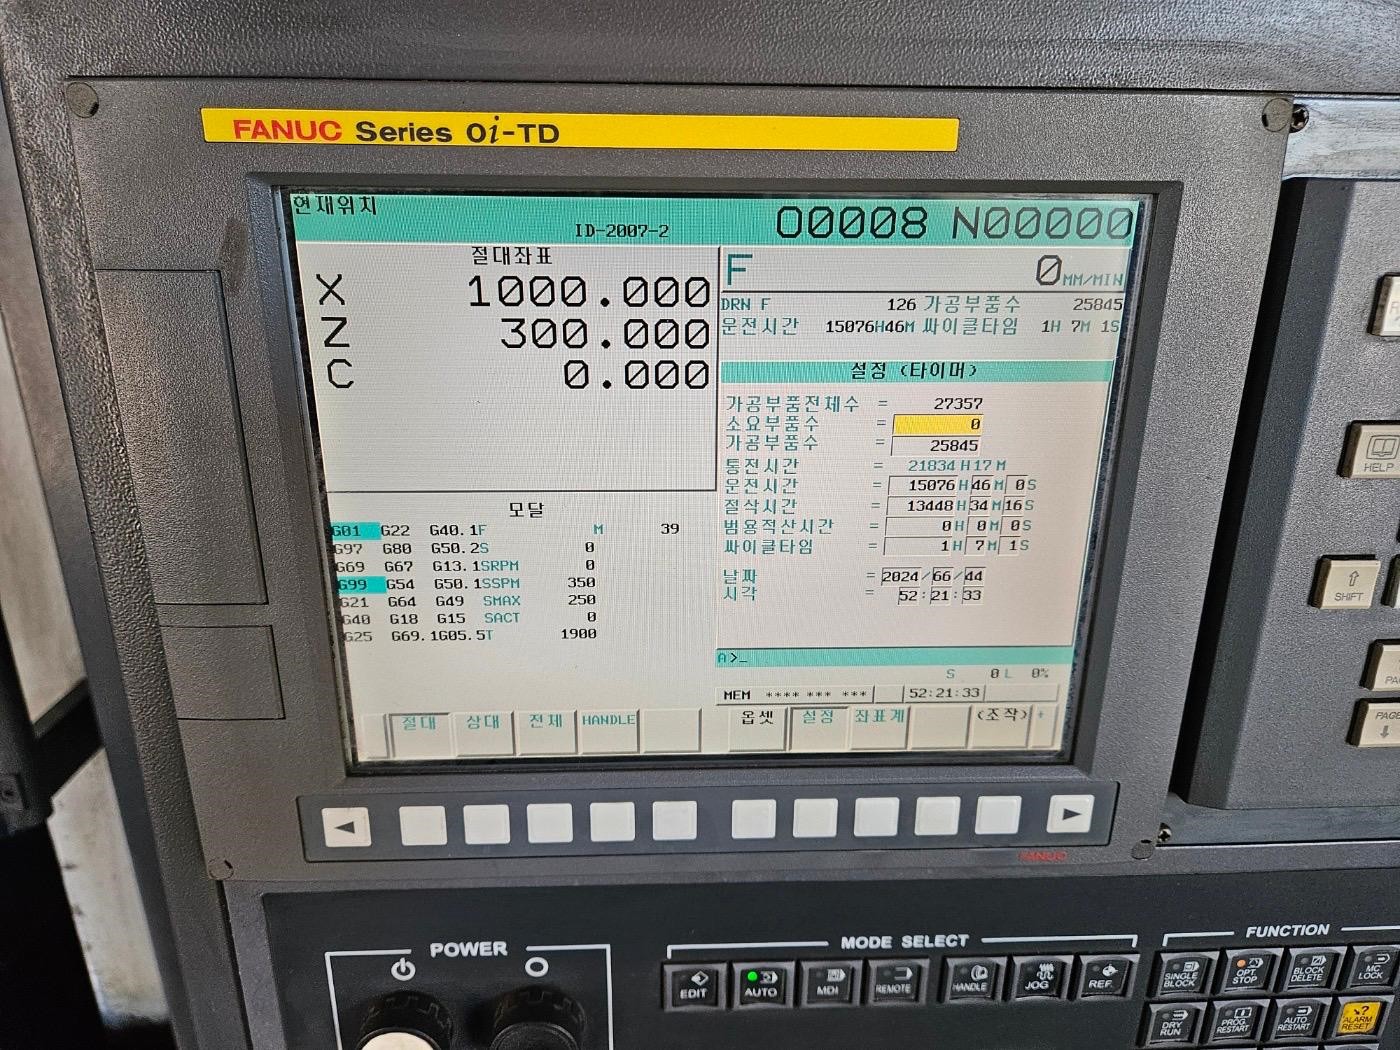 FANUC Series 0i-TD
현재위치
ID-2007-2
O0008 N00000
절대좌표
X 1000.000
Z 300.000
C 0.000
F 0 MM/MIN
DRN F 126 가공부품수 25845
운전시간 15076H46M 싸이클타임 1H 7M 1S
설정 (타이머)
가공부품전체수 = 27357
소요부품수 = 0
가공부품수 = 25845
통전시간 = 21834H17M
운전시간 = 15076H46M 0S
절삭시간 = 13448H34M16S
범용적산시간 = 0H 0M 0S
싸이클타임 = 1H 7M 1S
날짜 = 2024/66/44
시각 = 52:21:33
모달
G01 G22 G40.1F M 39
G97 G80 G50.2S 0
G69 G67 G13.1SRPM 0
G99 G54 G50.1SSPM 350
G21 G64 G49 SMAX 250
G40 G18 G15 SACT 0
G25 G69.1G05.5T 1900
A>_
S 0L 0%
MEM **** *** *** 52:21:33
절대 상대 전체 HANDLE
옵셋 설정 좌표계 (조작) +
FANUC
HELP
SHIFT
PAGE
POWER
MODE SELECT
EDIT AUTO MDI REMOTE HANDLE JOG REF.
FUNCTION
SINGLE BLOCK
OPT STOP
BLOCK DELETE
MC LOCK
DRY RUN
PROG. RESTART
AUTO RESTART
ALARM RESET